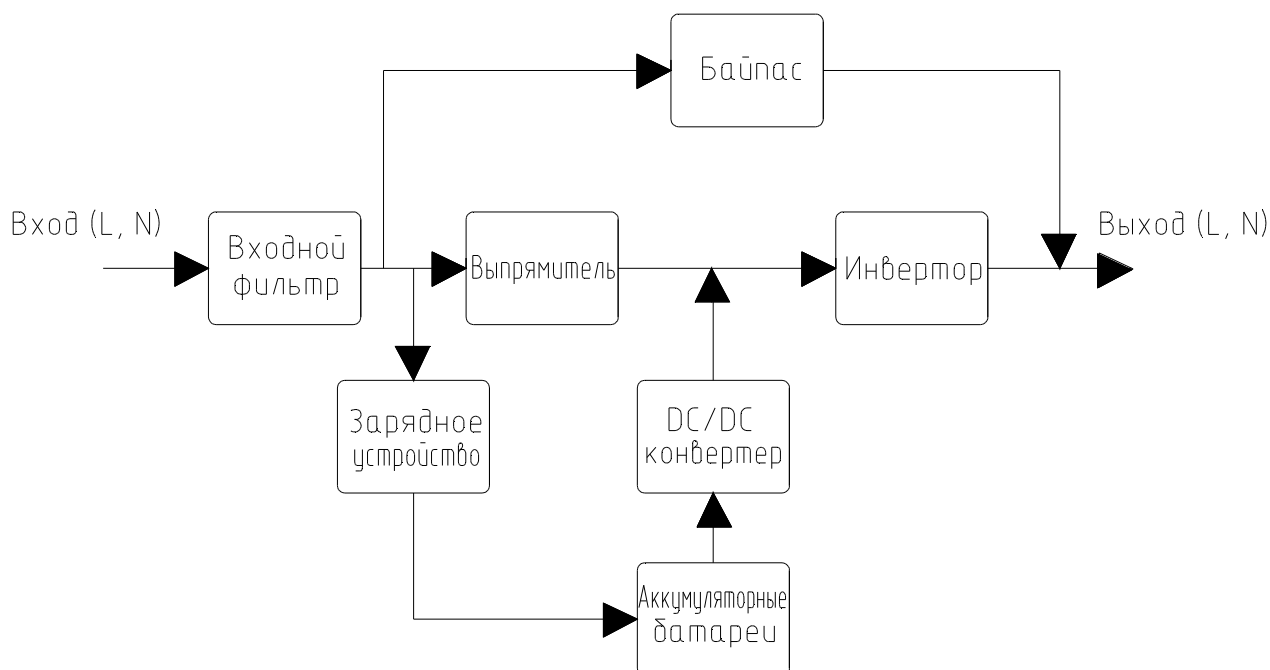 Байпас
Вход (L, N)
Входной
фильтр
Выпрямитель
Инвертор
Выход (L, N)
Зарядное
устройство
DC/DC
конвертер
Аккумуляторные
батареи